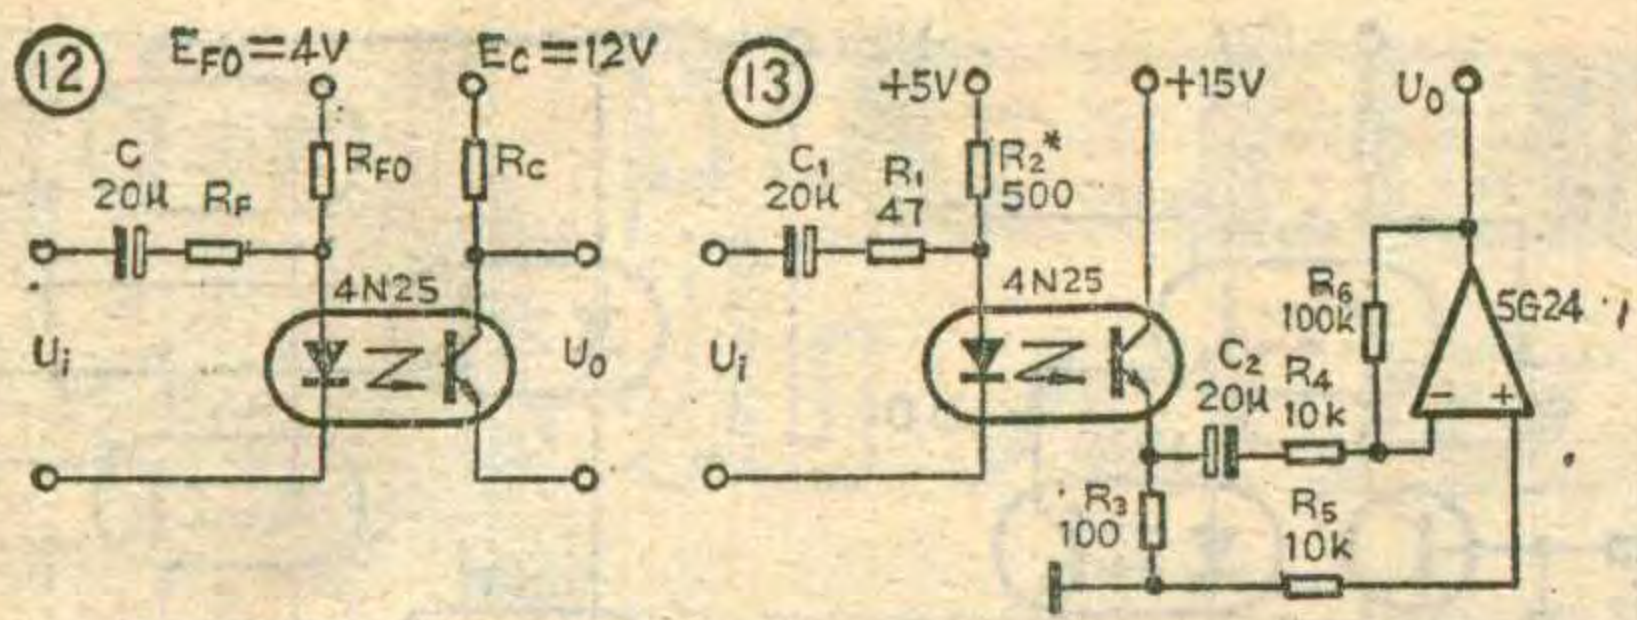 12
E_F0=4V
E_C=12V
C
20μ
R_F
R_F0
R_C
4N25
U_i
U_0
13
+5V
+15V
U_0
C_1
20μ
R_1
47
R_2*
500
4N25
U_i
R_6
100k
5G24
C_2
20μ
R_4
10k
- +
R_3
100
R_5
10k